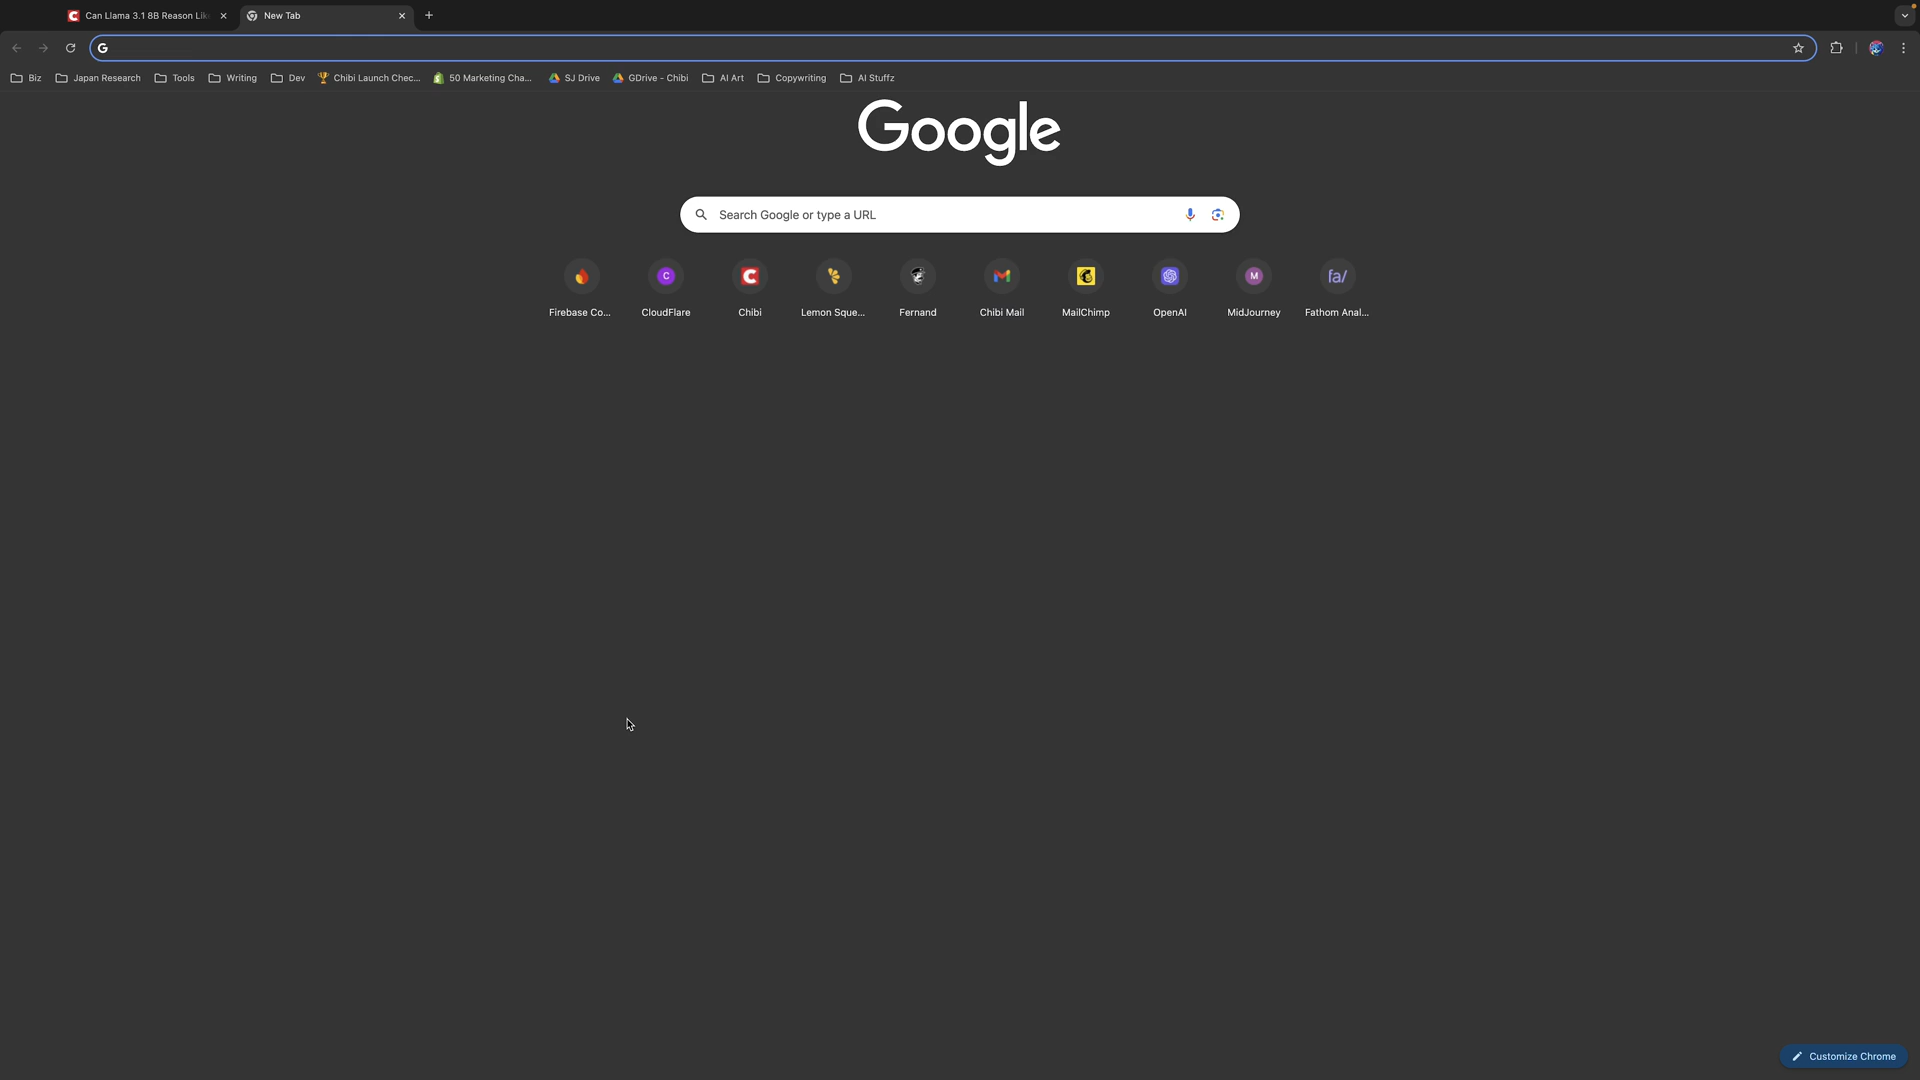 Can Llama 3.1 8B Reason Lik
New Tab
Biz
Japan Research
Tools
Writing
Dev
Chibi Launch Chec...
50 Marketing Cha...
SJ Drive
GDrive - Chibi
AI Art
Copywriting
AI Stuffz
Google
Search Google or type a URL
C
M
fa/
Firebase Co...
CloudFlare
Chibi
Lemon Sque...
Fernand
Chibi Mail
MailChimp
OpenAI
MidJourney
Fathom Anal...
Customize Chrome